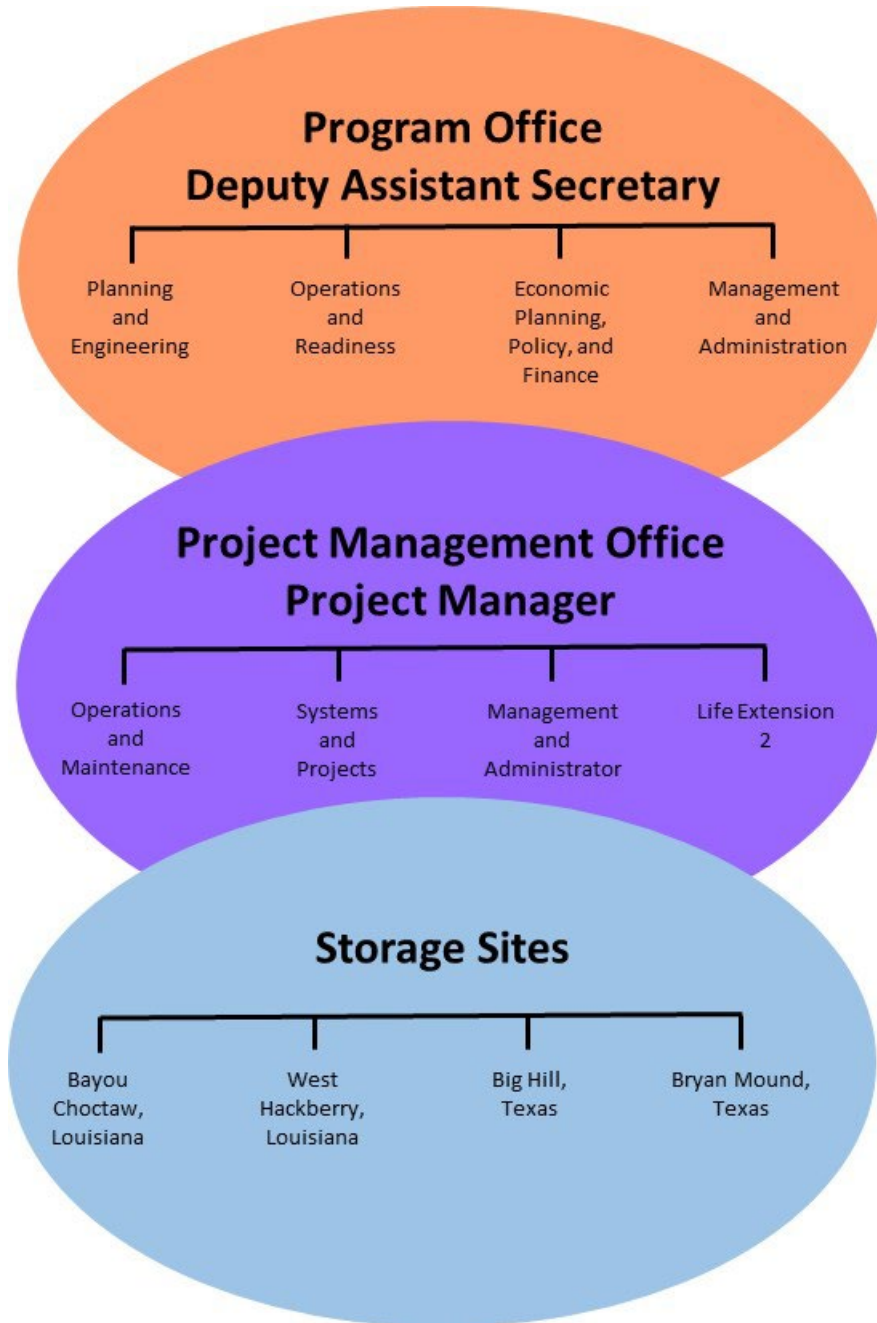 Program Office
Deputy Assistant Secretary
Planning
and
Engineering
Operations
and
Readiness
Economic
Planning,
Policy, and
Finance
Management
and
Administration
Project Management Office
Project Manager
Operations
and
Maintenance
Systems
and
Projects
Management
and
Administrator
Life Extension
2
Storage Sites
Bayou
Choctaw,
Louisiana
West
Hackberry,
Louisiana
Big Hill,
Texas
Bryan Mound,
Texas